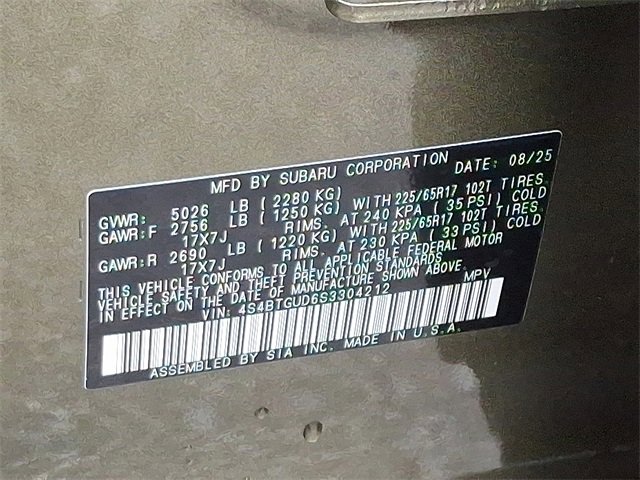 MFD BY SUBARU CORPORATION DATE: 08/25
GVWR: 5026 LB (2280 KG)
GAWR:F 2756 LB (1250 KG) WITH 225/65R17 102T TIRES
17X7J RIMS. AT 240 KPA (35 PSI) COLD
GAWR:R 2690 LB (1220 KG) WITH 225/65R17 102T TIRES
17X7J RIMS. AT 230 KPA (33 PSI) COLD
THIS VEHICLE CONFORMS TO ALL APPLICABLE FEDERAL MOTOR
VEHICLE SAFETY AND THEFT PREVENTION STANDARDS
IN EFFECT ON THE DATE OF MANUFACTURE SHOWN ABOVE.
VIN: 4S4BTGUD6S3304212 MPV
ASSEMBLED BY SIA INC. MADE IN U.S.A.